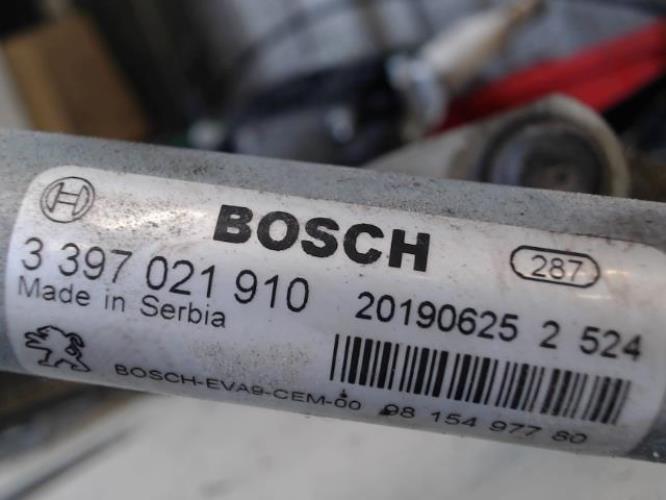 BOSCH
287
3 397 021 910
20190625 2 524
Made in Serbia
BOSCH-EVA9-CEM-00 98 154 977 80